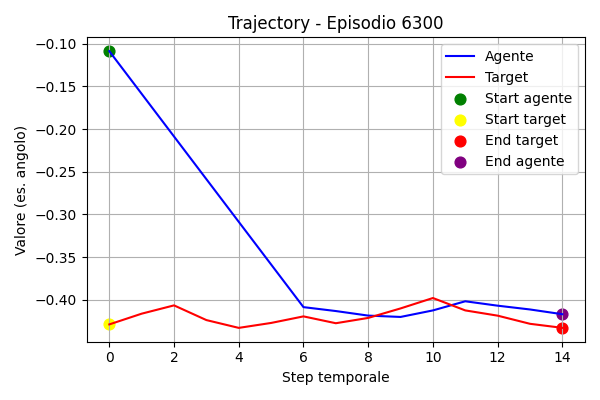 Trajectory - Episodio 6300
Valore (es. angolo)
−0.10
−0.15
−0.20
−0.25
−0.30
−0.35
−0.40
Agente
Target
Start agente
Start target
End target
End agente
0 2 4 6 8 10 12 14
Step temporale